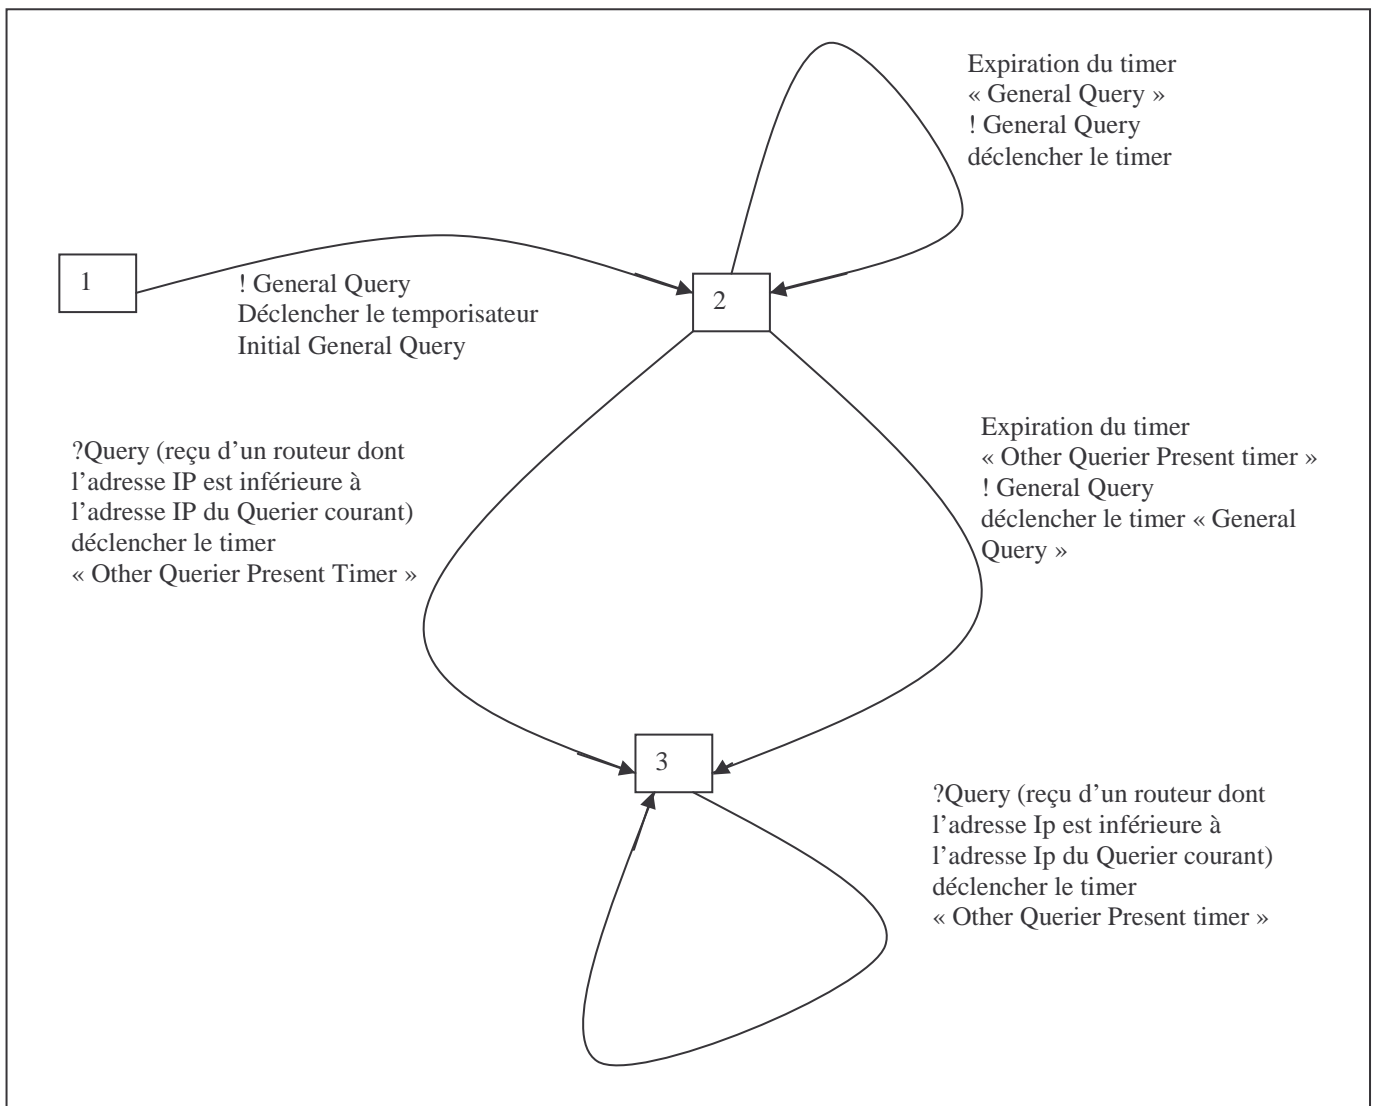 Expiration du timer
« General Query »
! General Query
déclencher le timer
1
! General Query
Déclencher le temporisateur
Initial General Query
2
?Query (reçu d’un routeur dont
l’adresse IP est inférieure à
l’adresse IP du Querier courant)
déclencher le timer
« Other Querier Present Timer »
Expiration du timer
« Other Querier Present timer »
! General Query
déclencher le timer « General
Query »
3
?Query (reçu d’un routeur dont
l’adresse Ip est inférieure à
l’adresse Ip du Querier courant)
déclencher le timer
« Other Querier Present timer »